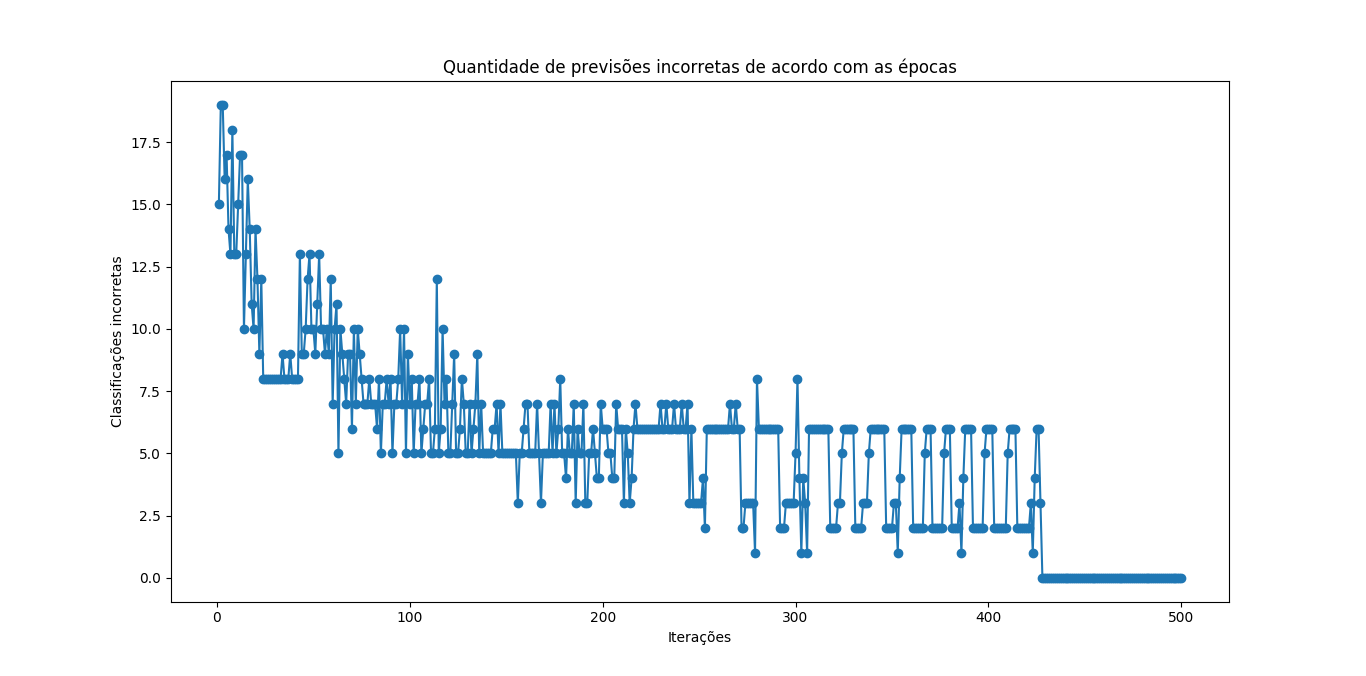 Quantidade de previsões incorretas de acordo com as épocas
Classificações incorretas
17.5
15.0
12.5
10.0
7.5
5.0
2.5
0.0
0 100 200 300 400 500
Iterações